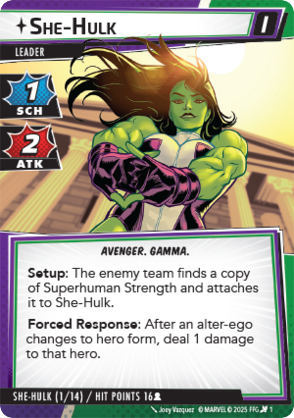 SHE-HULK
I
LEADER
1
SCH
2
ATK
AVENGER. GAMMA.
Setup: The enemy team finds a copy
of Superhuman Strength and attaches
it to She-Hulk.
Forced Response: After an alter-ego
changes to hero form, deal 1 damage
to that hero.
SHE-HULK (1/14) / HIT POINTS 16
Joey Vazquez © MARVEL © 2025 FFG 1